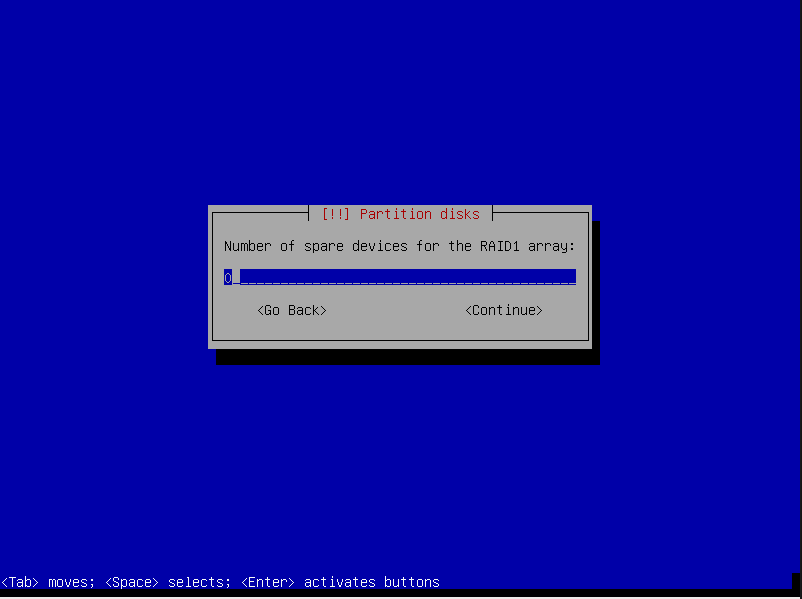 [!!] Partition disks
Number of spare devices for the RAID1 array:
0
<Go Back> <Continue>
<Tab> moves; <Space> selects; <Enter> activates buttons